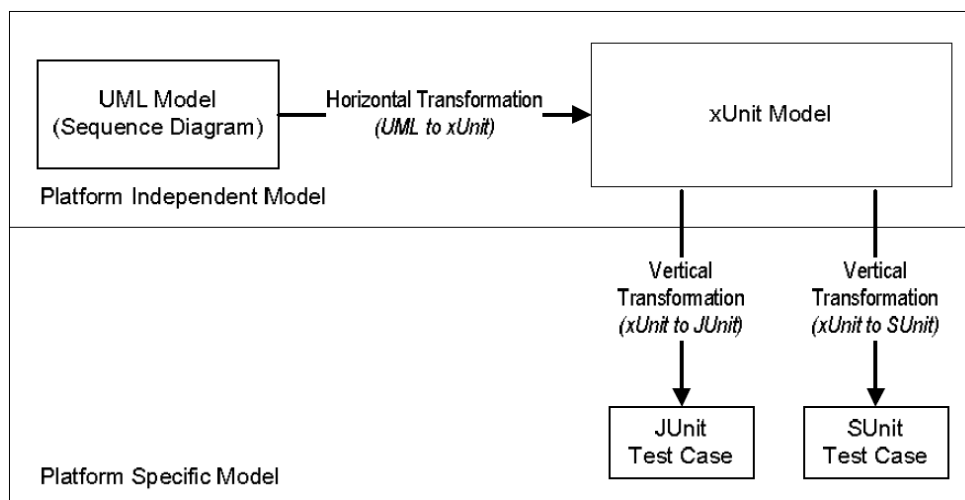 UML Model
(Sequence Diagram)
Horizontal Transformation
(UML to xUnit)
xUnit Model
Platform Independent Model
Vertical
Transformation
(xUnit to JUnit)
Vertical
Transformation
(xUnit to SUnit)
JUnit
Test Case
SUnit
Test Case
Platform Specific Model